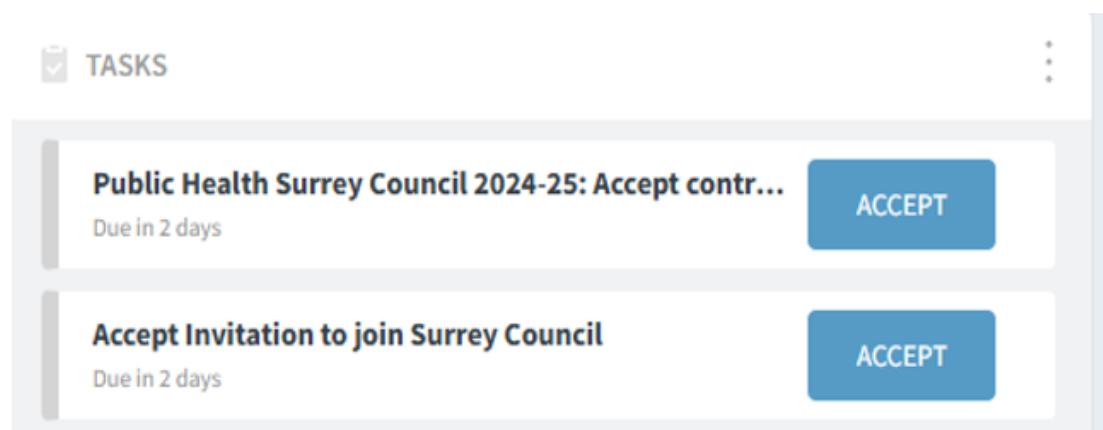 TASKS
Public Health Surrey Council 2024-25: Accept contr...
ACCEPT
Due in 2 days
Accept Invitation to join Surrey Council
ACCEPT
Due in 2 days